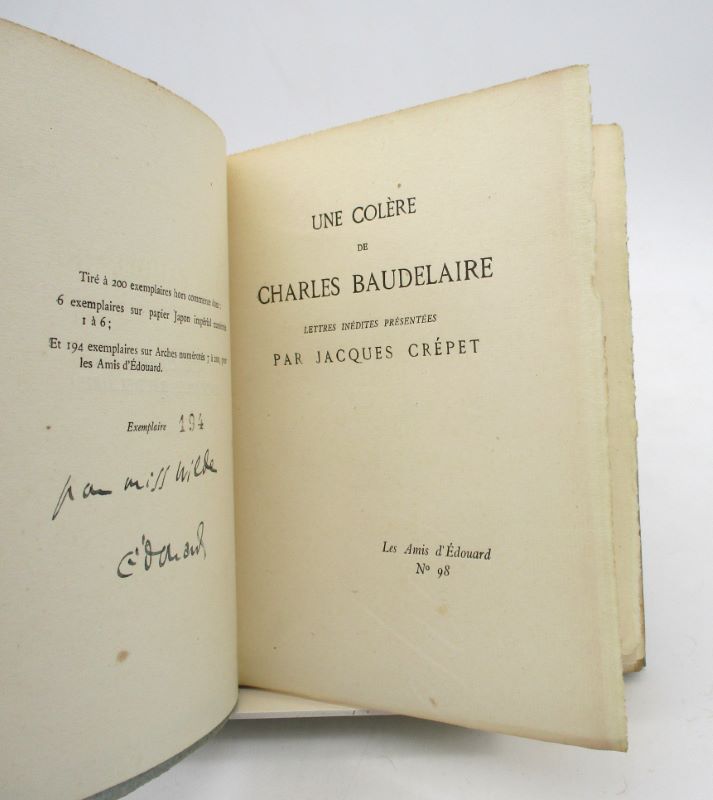 Tiré à 200 exemplaires hors commerce dont :
6 exemplaires sur papier Japon impérial numérotés
1 à 6 ;
Et 194 exemplaires sur Arches numérotés 7 à 200, pour
les Amis d'Édouard.
Exemplaire 194
pour miss Wilde
Édouard
UNE COLÈRE
DE
CHARLES BAUDELAIRE
LETTRES INÉDITES PRÉSENTÉES
PAR JACQUES CRÉPET
Les Amis d'Édouard
Nº 98